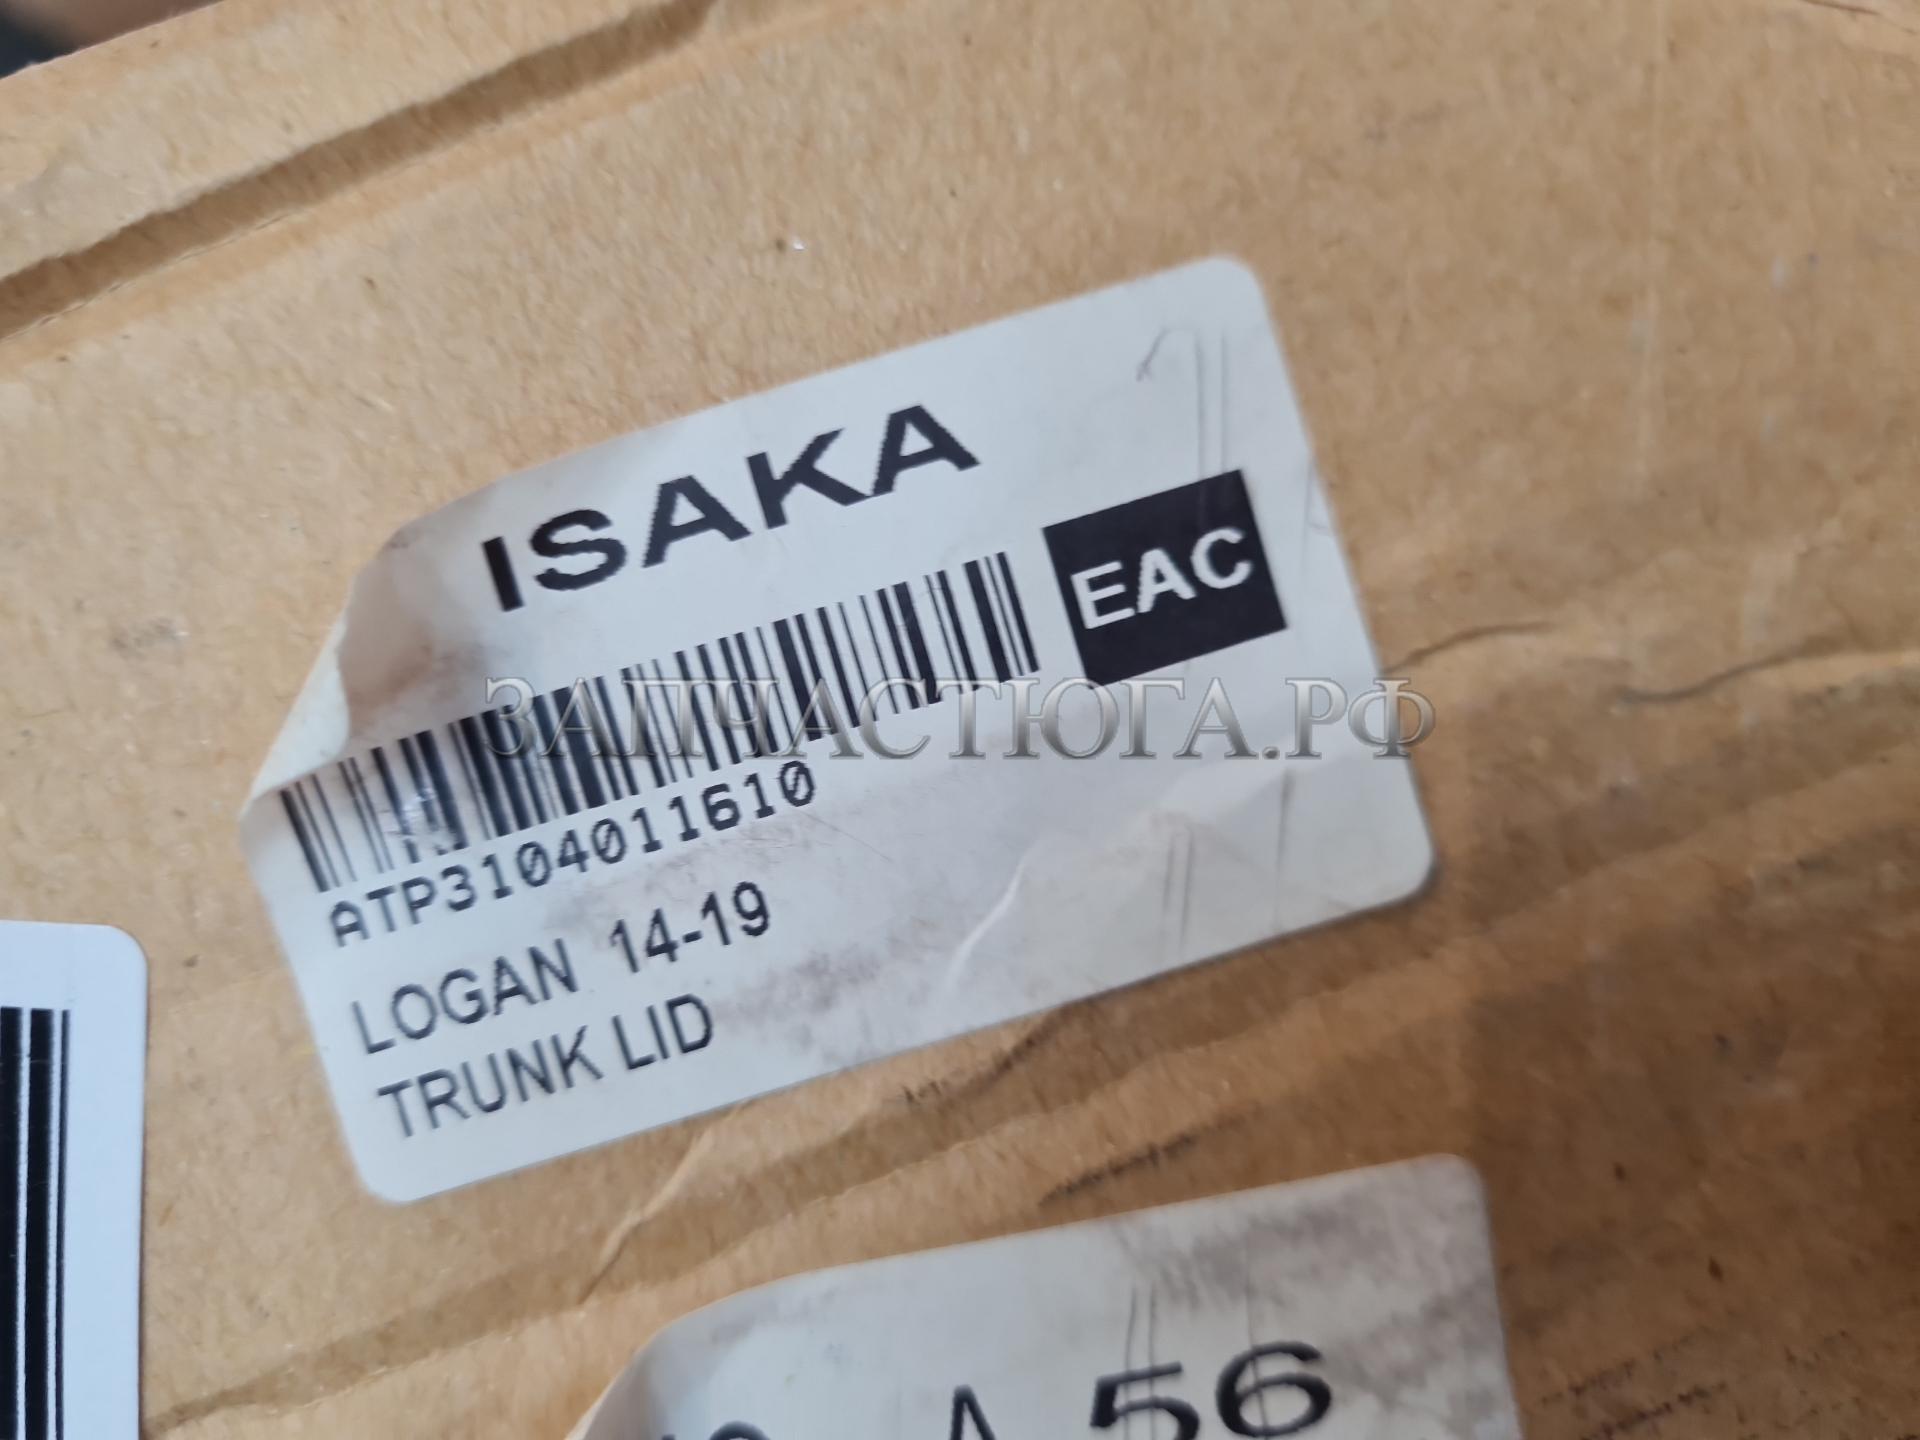 ISAKA
EAC
ЗАПЧАСТЮГА.РФ
ATP3104011610
LOGAN 14-19
TRUNK LID
A 56